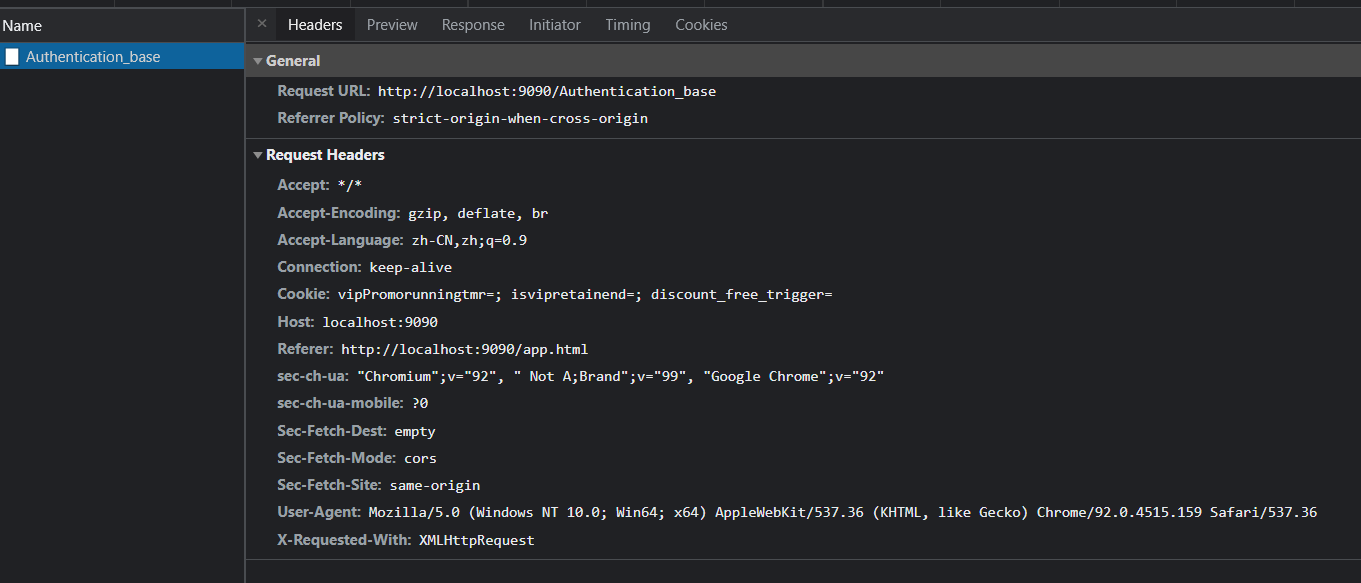 Name
× Headers Preview Response Initiator Timing Cookies
Authentication_base
General
Request URL: http://localhost:9090/Authentication_base
Referrer Policy: strict-origin-when-cross-origin
Request Headers
Accept: */*
Accept-Encoding: gzip, deflate, br
Accept-Language: zh-CN,zh;q=0.9
Connection: keep-alive
Cookie: vipPromorunningtmr=; isvipretainend=; discount_free_trigger=
Host: localhost:9090
Referer: http://localhost:9090/app.html
sec-ch-ua: "Chromium";v="92", " Not A;Brand";v="99", "Google Chrome";v="92"
sec-ch-ua-mobile: ?0
Sec-Fetch-Dest: empty
Sec-Fetch-Mode: cors
Sec-Fetch-Site: same-origin
User-Agent: Mozilla/5.0 (Windows NT 10.0; Win64; x64) AppleWebKit/537.36 (KHTML, like Gecko) Chrome/92.0.4515.159 Safari/537.36
X-Requested-With: XMLHttpRequest